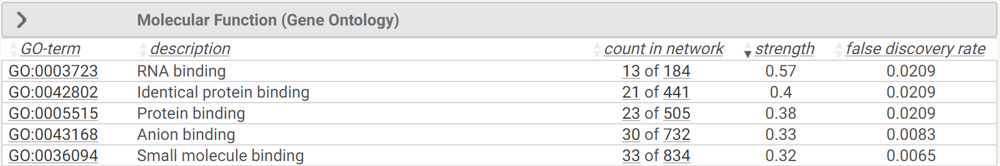 Molecular Function (Gene Ontology)
GO-term description count in network strength false discovery rate
GO:0003723 RNA binding 13 of 184 0.57 0.0209
GO:0042802 Identical protein binding 21 of 441 0.4 0.0209
GO:0005515 Protein binding 23 of 505 0.38 0.0209
GO:0043168 Anion binding 30 of 732 0.33 0.0083
GO:0036094 Small molecule binding 33 of 834 0.32 0.0065